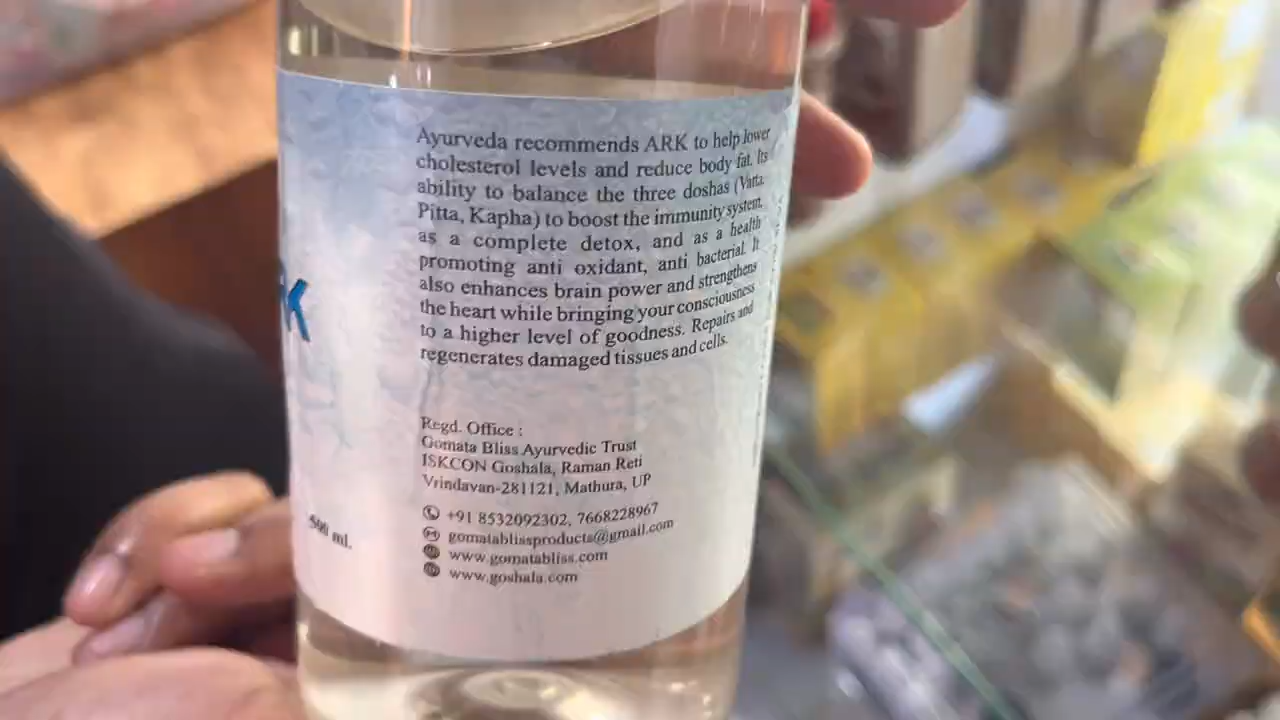 Ayurveda recommends ARK to help lower
cholesterol levels and reduce body fat. Its
ability to balance the three doshas (Vatta,
Pitta, Kapha) to boost the immunity system,
as a complete detox, and as a health
promoting anti oxidant, anti bacterial. It
also enhances brain power and strengthens
the heart while bringing your consciousness
to a higher level of goodness. Repairs and
regenerates damaged tissues and cells.
Regd. Office :
Gomata Bliss Ayurvedic Trust
ISKCON Goshala, Raman Reti
Vrindavan-281121, Mathura, UP
+91 8532092302, 7668228967
gomatablissproducts@gmail.com
www.gomatabliss.com
www.goshala.com
K
500 ml.